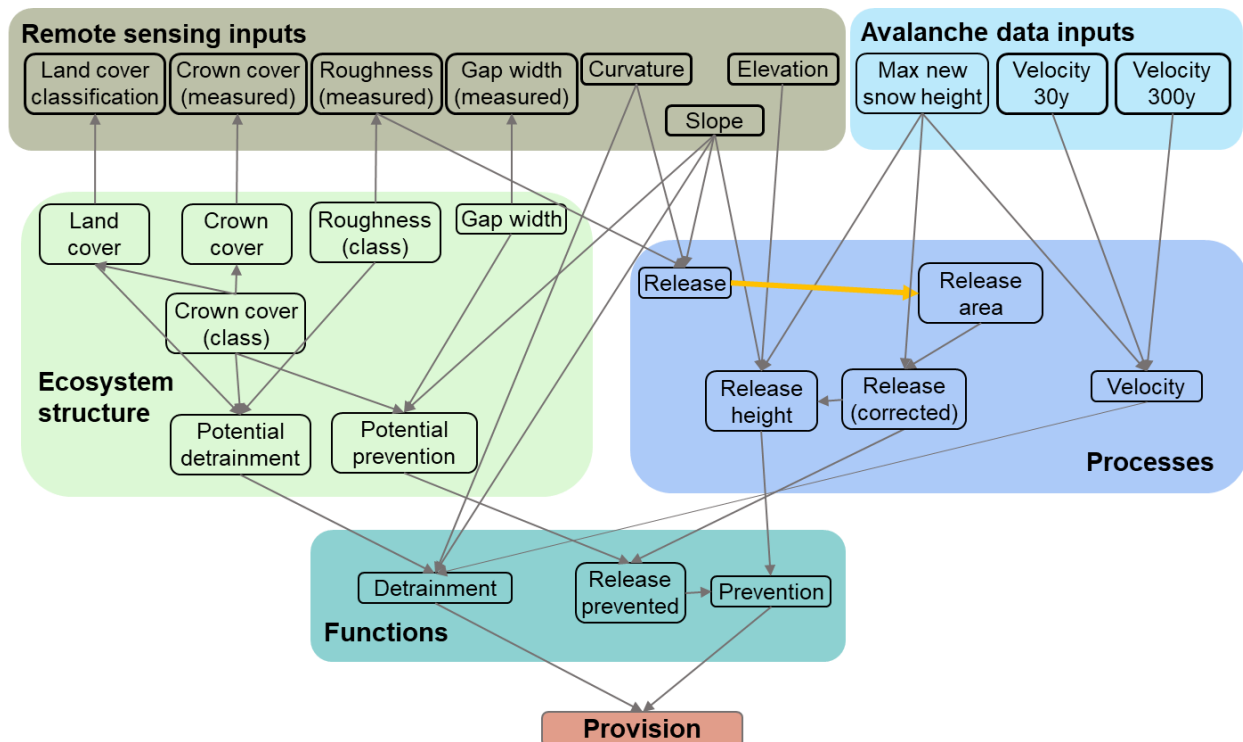 Remote sensing inputs
Land cover
classification
Crown cover
(measured)
Roughness
(measured)
Gap width
(measured)
Curvature
Elevation
Slope
Avalanche data inputs
Max new
snow height
Velocity
30y
Velocity
300y
Land
cover
Crown
cover
Roughness
(class)
Gap width
Crown cover
(class)
Ecosystem
structure
Potential
detrainment
Potential
prevention
Release
Release
area
Release
height
Release
(corrected)
Velocity
Processes
Detrainment
Release
prevented
Prevention
Functions
Provision